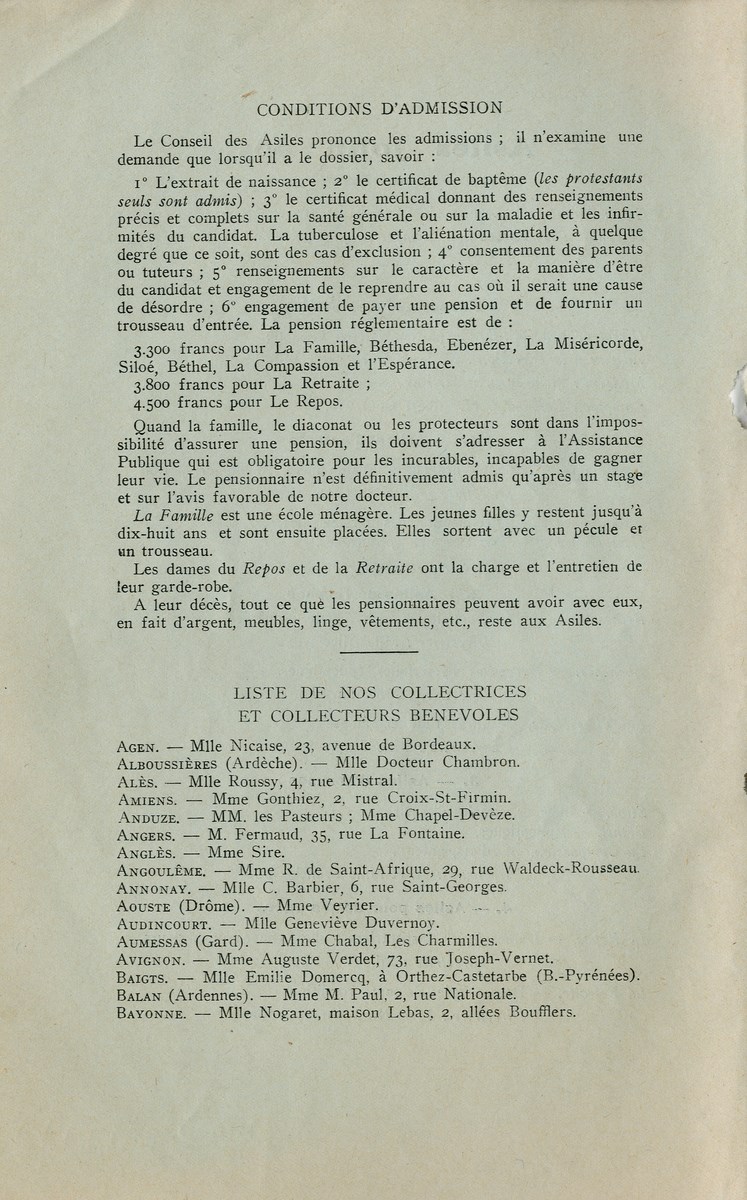 CONDITIONS D'ADMISSION
Le Conseil des Asiles prononce les admissions ; il n'examine une
demande que lorsqu'il a le dossier, savoir :
1° L'extrait de naissance ; 2° le certificat de baptême (les protestants
seuls sont admis) ; 3° le certificat médical donnant des renseignements
précis et complets sur la santé générale ou sur la maladie et les infir-
mités du candidat. La tuberculose et l'aliénation mentale, à quelque
degré que ce soit, sont des cas d'exclusion ; 4° consentement des parents
ou tuteurs ; 5° renseignements sur le caractère et la manière d'être
du candidat et engagement de le reprendre au cas où il serait une cause
de désordre ; 6° engagement de payer une pension et de fournir un
trousseau d'entrée. La pension réglementaire est de :
3.300 francs pour La Famille, Béthesda, Ebenézer, La Miséricorde,
Siloé, Béthel, La Compassion et l'Espérance.
3.800 francs pour La Retraite ;
4.500 francs pour Le Repos.
Quand la famille, le diaconat ou les protecteurs sont dans l'impos-
sibilité d'assurer une pension, ils doivent s'adresser à l'Assistance
Publique qui est obligatoire pour les incurables, incapables de gagner
leur vie. Le pensionnaire n'est définitivement admis qu'après un stage
et sur l'avis favorable de notre docteur.
La Famille est une école ménagère. Les jeunes filles y restent jusqu'à
dix-huit ans et sont ensuite placées. Elles sortent avec un pécule et
un trousseau.
Les dames du Repos et de la Retraite ont la charge et l'entretien de
leur garde-robe.
A leur décès, tout ce que les pensionnaires peuvent avoir avec eux,
en fait d'argent, meubles, linge, vêtements, etc., reste aux Asiles.
LISTE DE NOS COLLECTRICES
ET COLLECTEURS BENEVOLES
AGEN. — Mlle Nicaise, 23, avenue de Bordeaux.
ALBOUSSIÈRES (Ardèche). — Mlle Docteur Chambron.
ALÈS. — Mlle Roussy, 4, rue Mistral.
AMIENS. — Mme Gonthiez, 2, rue Croix-St-Firmin.
ANDUZE. — MM. les Pasteurs ; Mme Chapel-Devèze.
ANGERS. — M. Fermaud, 35, rue La Fontaine.
ANGLÈS. — Mme Sire.
ANGOULÊME. — Mme R. de Saint-Afrique, 29, rue Waldeck-Rousseau.
ANNONAY. — Mlle C. Barbier, 6, rue Saint-Georges.
AOUSTE (Drôme). — Mme Veyrier.
AUDINCOURT. — Mlle Geneviève Duvernoy.
AUMESSAS (Gard). — Mme Chabal, Les Charmilles.
AVIGNON. — Mme Auguste Verdet, 73, rue Joseph-Vernet.
BAIGTS. — Mlle Emilie Domercq, à Orthez-Castetarbe (B.-Pyrénées).
BALAN (Ardennes). — Mme M. Paul, 2, rue Nationale.
BAYONNE. — Mlle Nogaret, maison Lebas, 2, allées Boufflers.